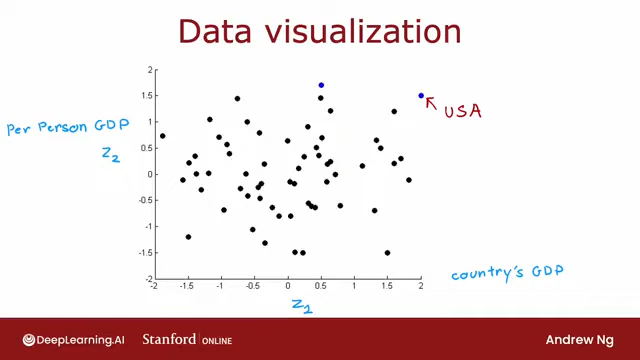 Data visualization
2
1.5
1
0.5
0
-0.5
-1
-1.5
-2
-2 -1.5 -1 -0.5 0 0.5 1 1.5 2
Per Person GDP
z₂
USA
country's GDP
z₁
DeepLearning.AI Stanford ONLINE Andrew Ng